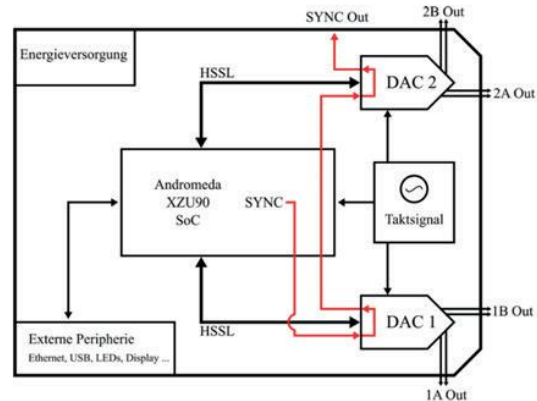 SYNC Out
2B Out
Energieversorgung
HSSL
DAC 2
2A Out
Andromeda
XZU90
SoC
SYNC
Taktsignal
Externe Peripherie
Ethernet, USB, LEDs, Display ...
HSSL
DAC 1
1B Out
1A Out